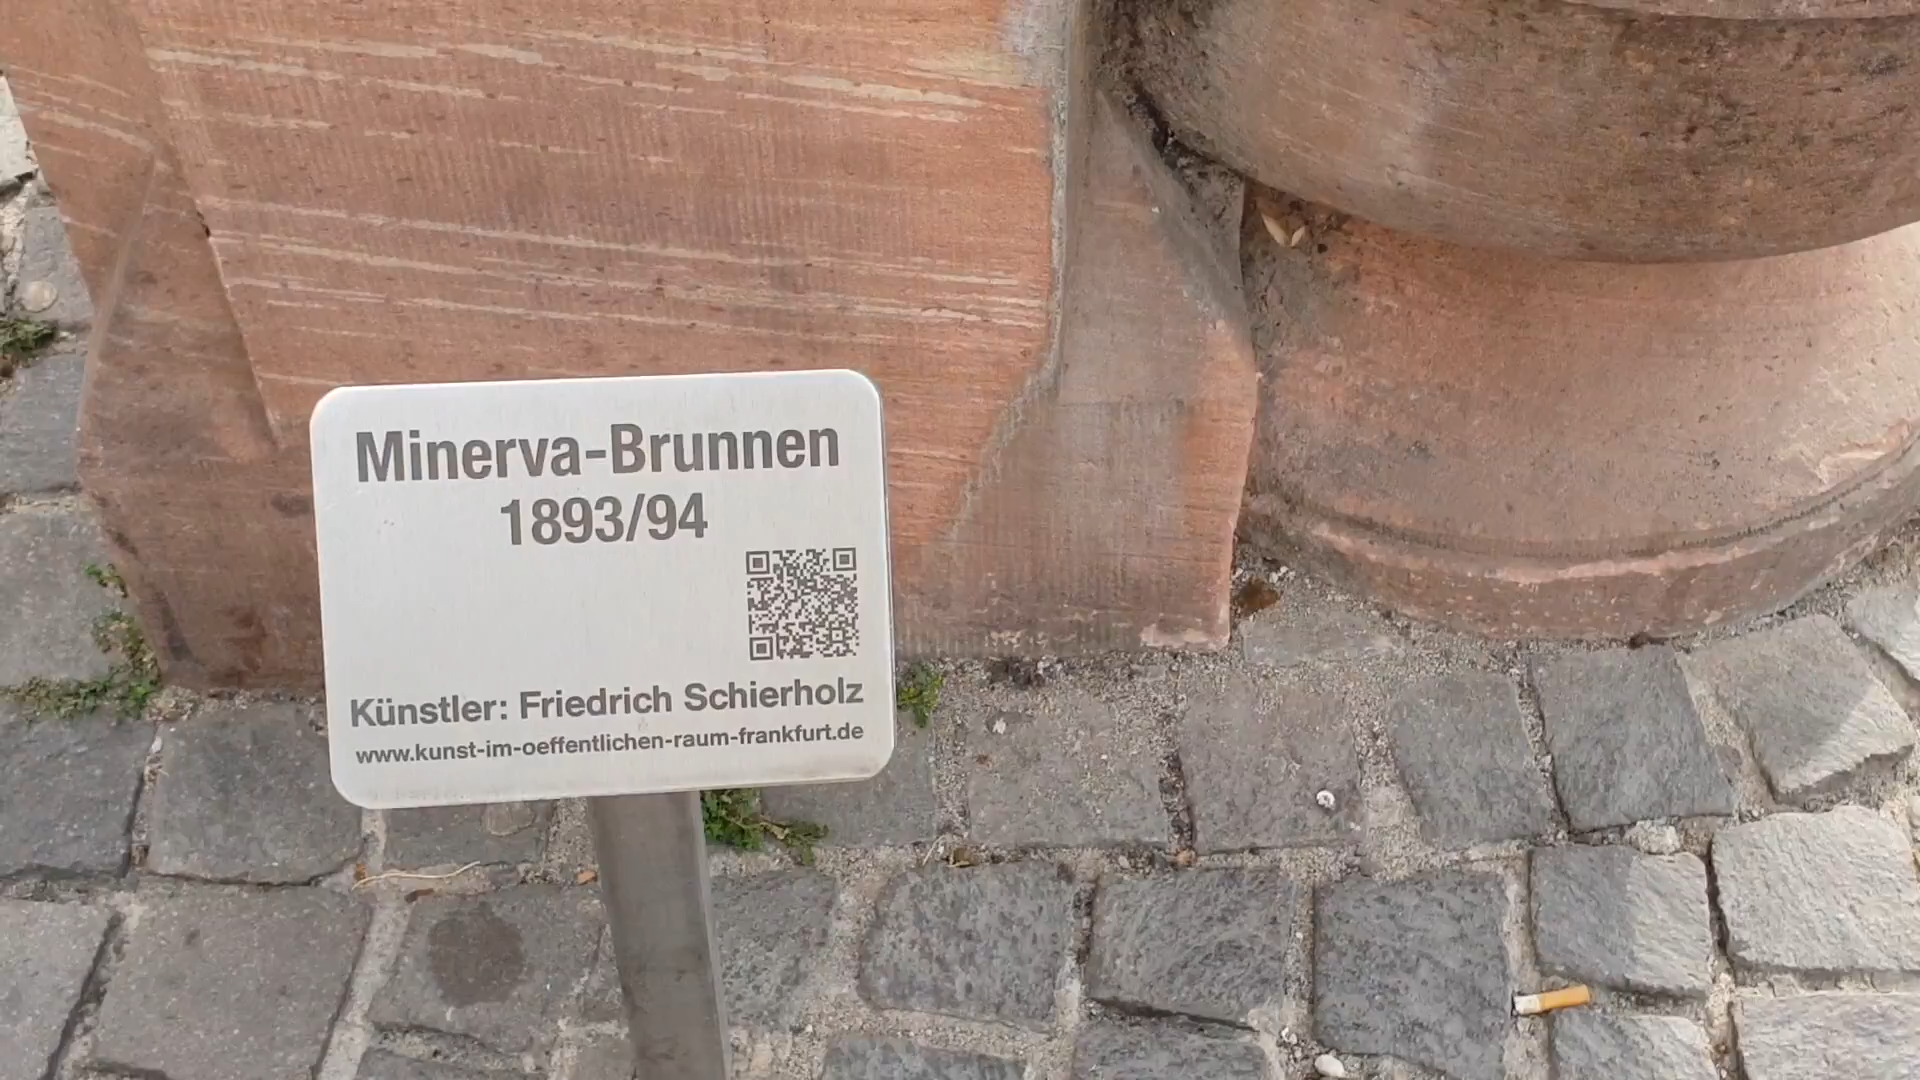 Minerva-Brunnen
1893/94
Künstler: Friedrich Schierholz
www.kunst-im-oeffentlichen-raum-frankfurt.de